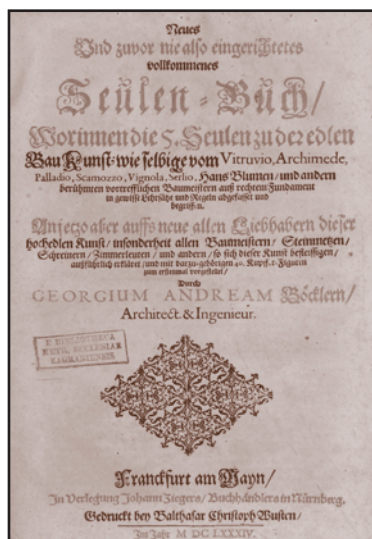 Neues
Und zuvor nie also eingerichtetes
vollkommenes
Seulen-Buch/
Worinnen die 5. Seulen zu der edlen
Bau Kunst-wie selbige vom Vitruvio, Archimede,
Palladio, Scamozzo, Vignola, Serlio, Hans Blumen/ und andern
berühmten vortrefflichen Baumeistern auß rechtem Fundament
in gewisse Lehrsätze und Regeln abgefasset und
begriffen.
Anjetzo aber auffs neue allen Liebhabern dieser
hochedlen Kunst/ insonderheit allen Baumeistern/ Steinmetzen/
Schreinern/ Zimmerleuten/ und andern/ so sich dieser Kunst befleissigen/
außführlich erkläret/ und mit darzu-gehörigen 40. Kupfer-Figuren
zum erstenmal vorgestellet/
Durch
GEORGIUM ANDREAM Böcklern/
Architect. & Ingenieur.
E BIBLIOTHECA
Franckfurt am Mayn/
In Verlegung Johann Ziegers/ Buchhändlers in Nürnberg.
Gedruckt bey Balthasar Christoph Wusten/
Im Jahr M DC LXXXIV.